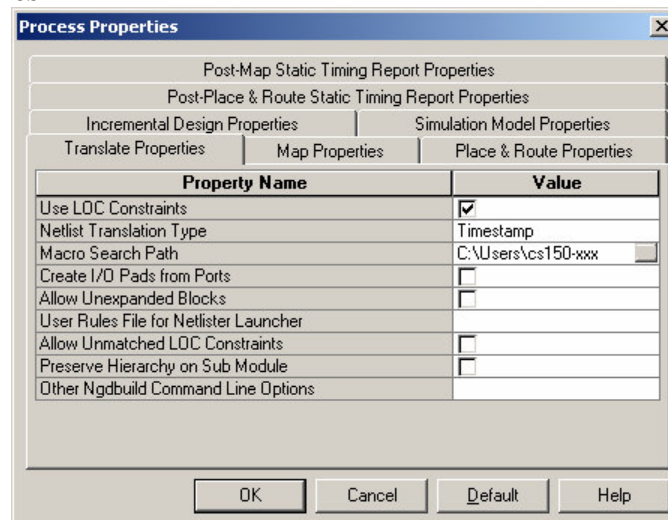 Process Properties
Post-Map Static Timing Report Properties
Post-Place & Route Static Timing Report Properties
Incremental Design Properties Simulation Model Properties
Translate Properties Map Properties Place & Route Properties
Property Name Value
Use LOC Constraints
Netlist Translation Type Timestamp
Macro Search Path C:\Users\cs150-xxx
Create I/O Pads from Ports
Allow Unexpanded Blocks
User Rules File for Netlister Launcher
Allow Unmatched LOC Constraints
Preserve Hierarchy on Sub Module
Other Ngdbuild Command Line Options
OK Cancel Default Help